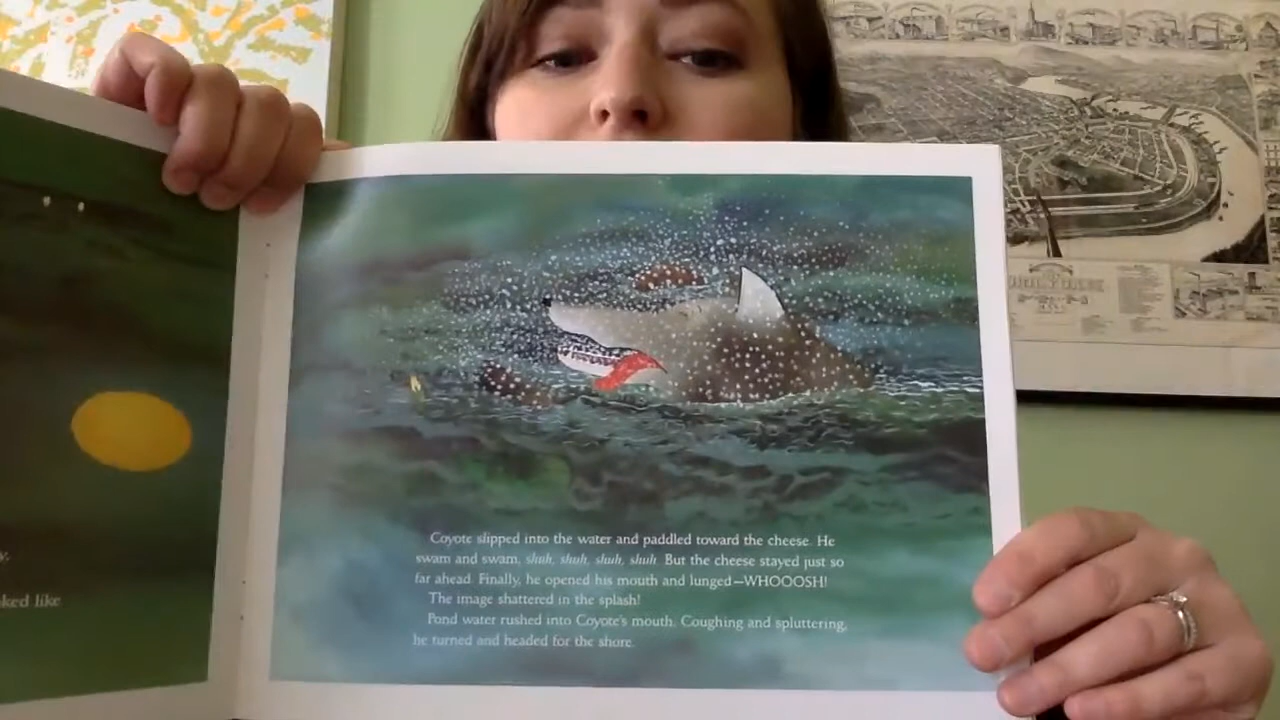 ked like
Coyote slipped into the water and paddled toward the cheese. He
swam and swam, shuh, shuh, shuh, shuh. But the cheese stayed just so
far ahead. Finally, he opened his mouth and lunged—WHOOOSH!
The image shattered in the splash!
Pond water rushed into Coyote's mouth. Coughing and spluttering,
he turned and headed for the shore.